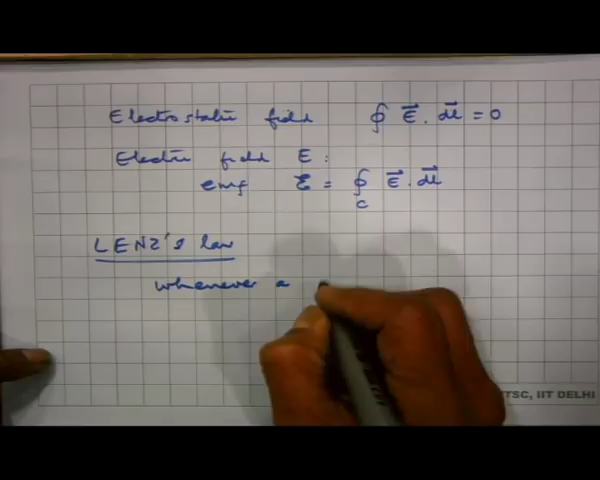 Electrostatic field ∮ E⃗ . dl⃗ = 0
Electric field E :
emf ℰ = ∮ E⃗ . dl⃗
c
LENZ's law
whenever a
TSC, IIT DELHI